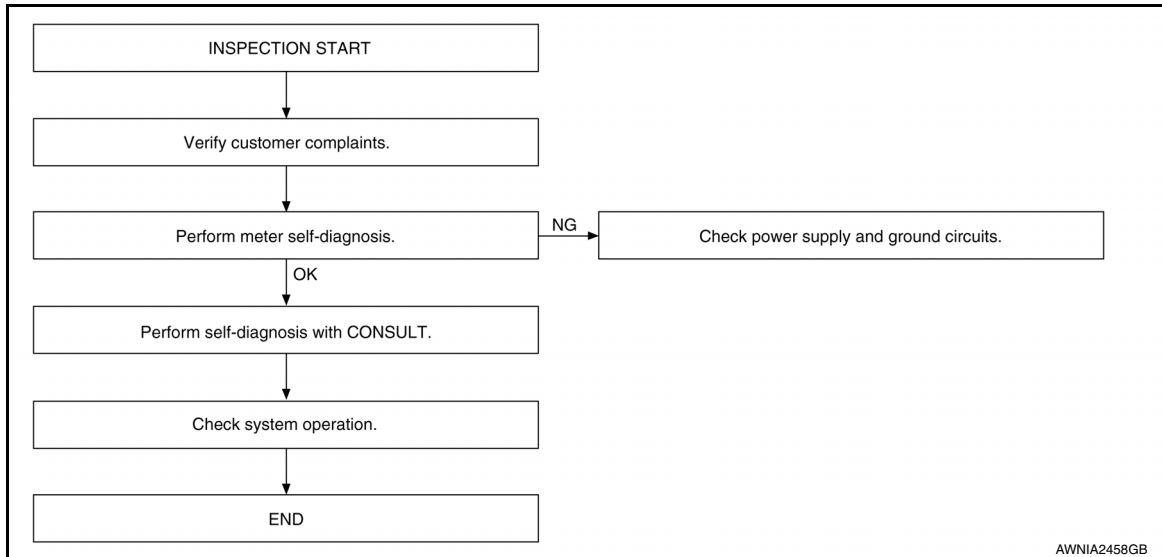 INSPECTION START
Verify customer complaints.
Perform meter self-diagnosis.
NG
Check power supply and ground circuits.
OK
Perform self-diagnosis with CONSULT.
Check system operation.
END
AWNIA2458GB